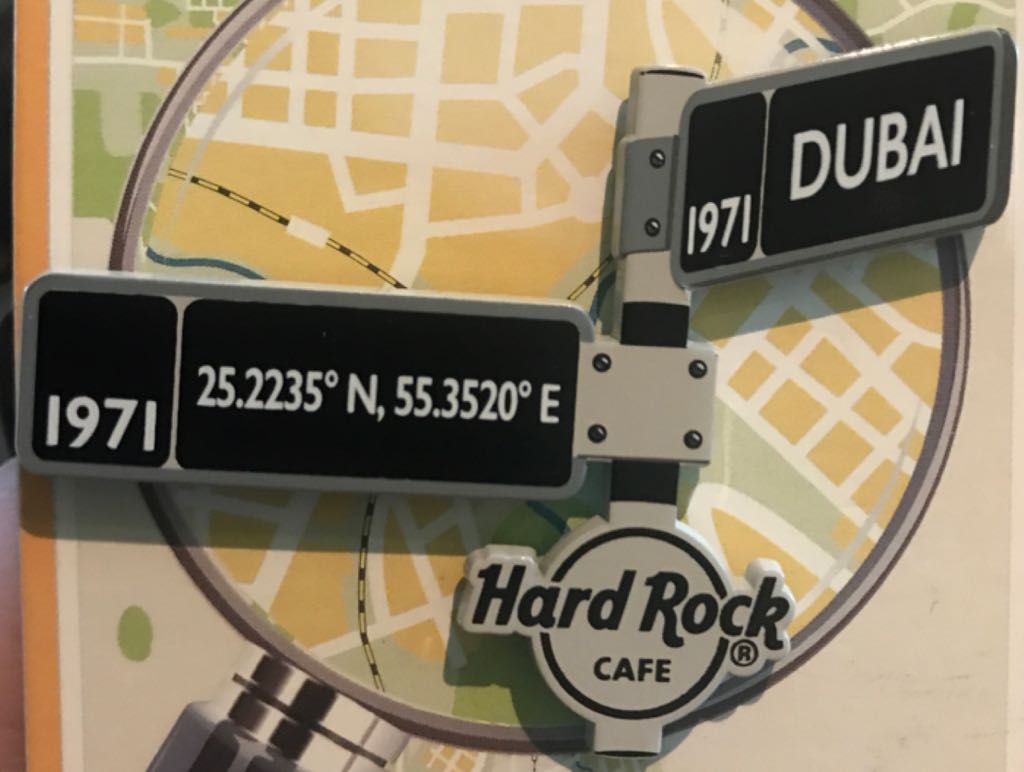 1971 DUBAI
1971 25.2235° N, 55.3520° E
Hard Rock ®
CAFE